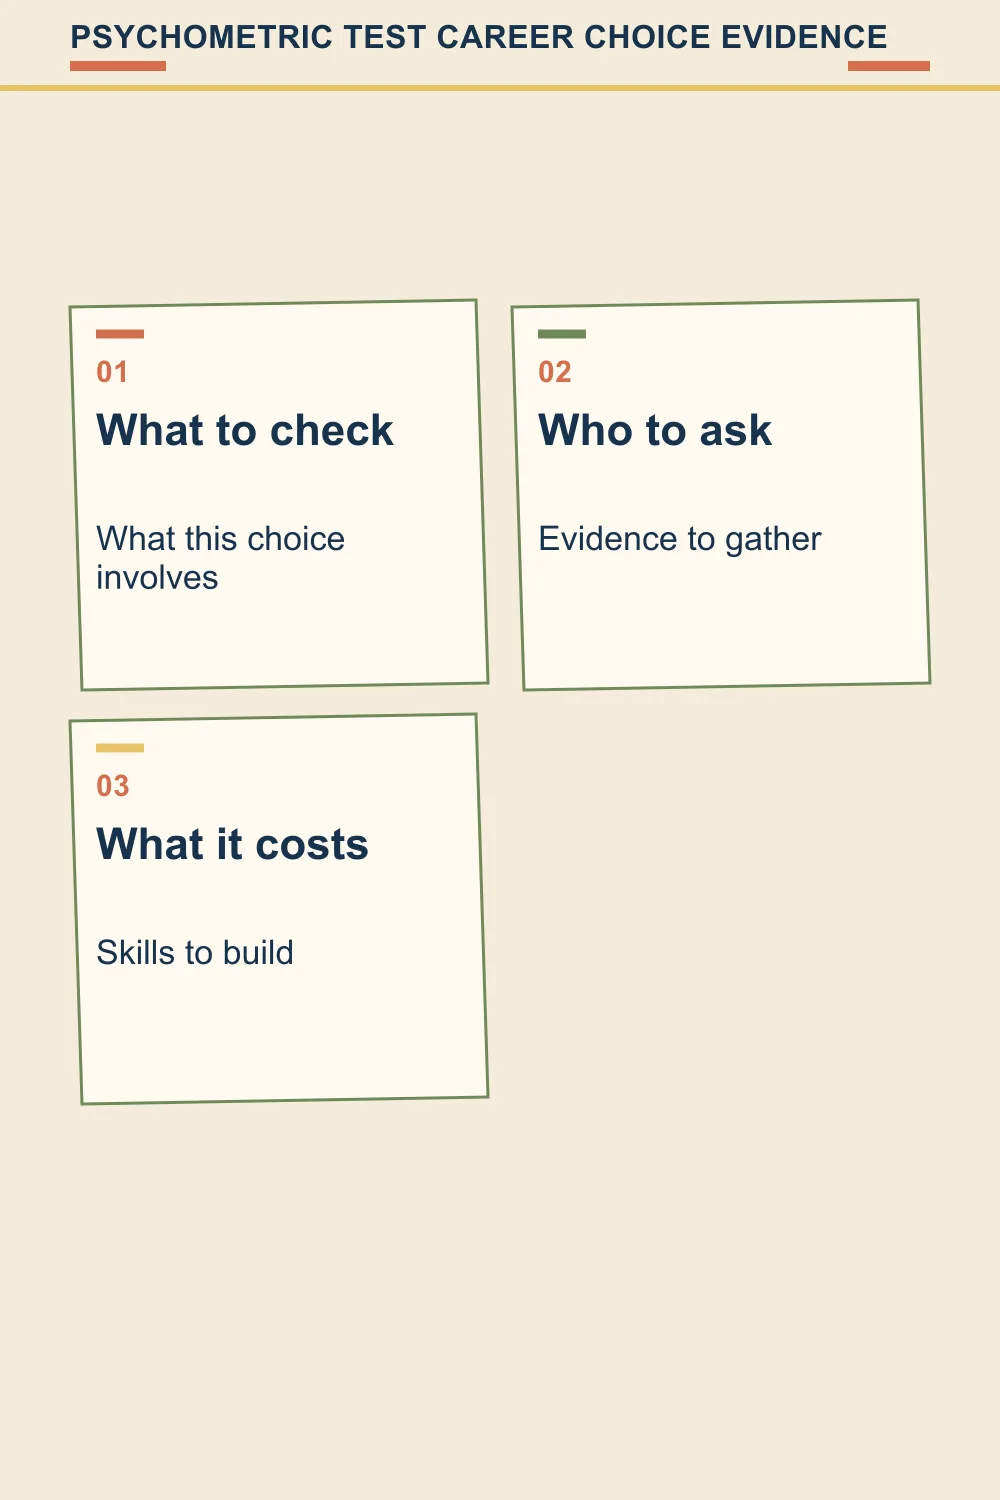 PSYCHOMETRIC TEST CAREER CHOICE EVIDENCE
01
What to check
What this choice
involves
02
Who to ask
Evidence to gather
03
What it costs
Skills to build